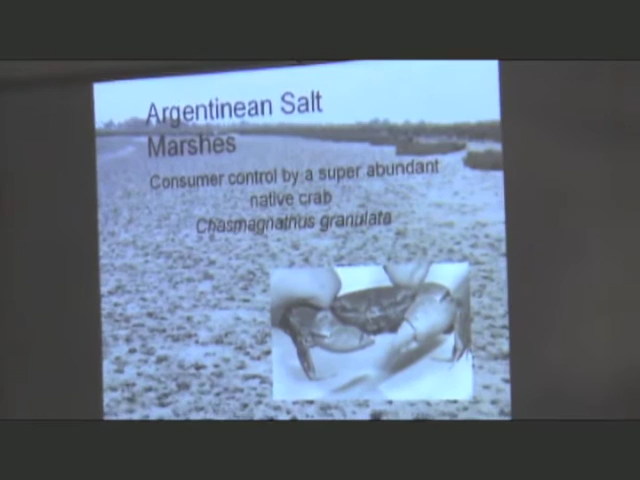 Argentinean Salt
Marshes
Consumer control by a super abundant
native crab
Chasmagnathus granulata